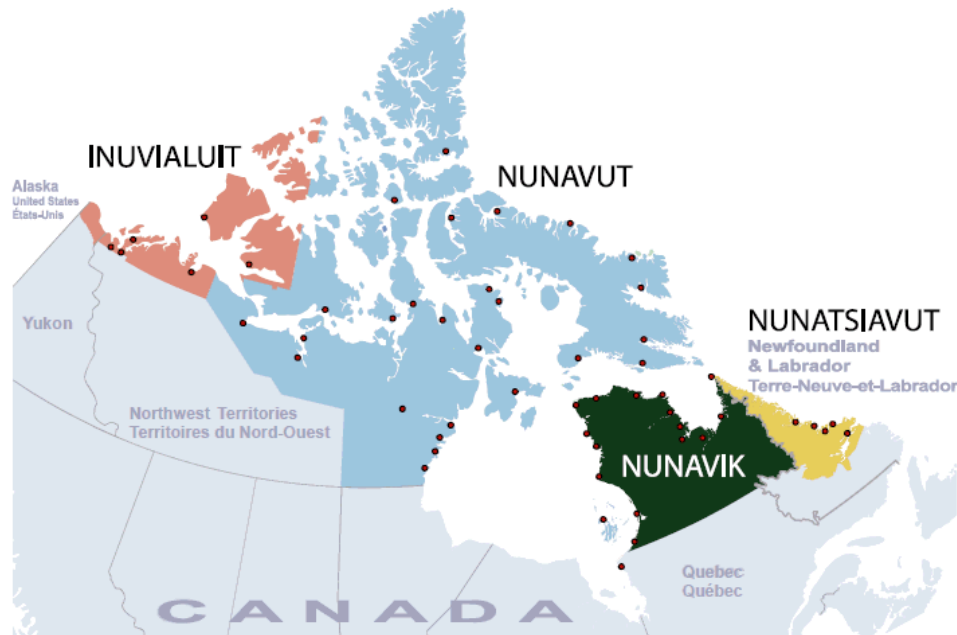 INUVIALUIT
Alaska
United States
États-Unis
NUNAVUT
Yukon
NUNATSIAVUT
Newfoundland
& Labrador
Terre-Neuve-et-Labrador
Northwest Territories
Territoires du Nord-Ouest
NUNAVIK
Quebec
Québec
CANADA